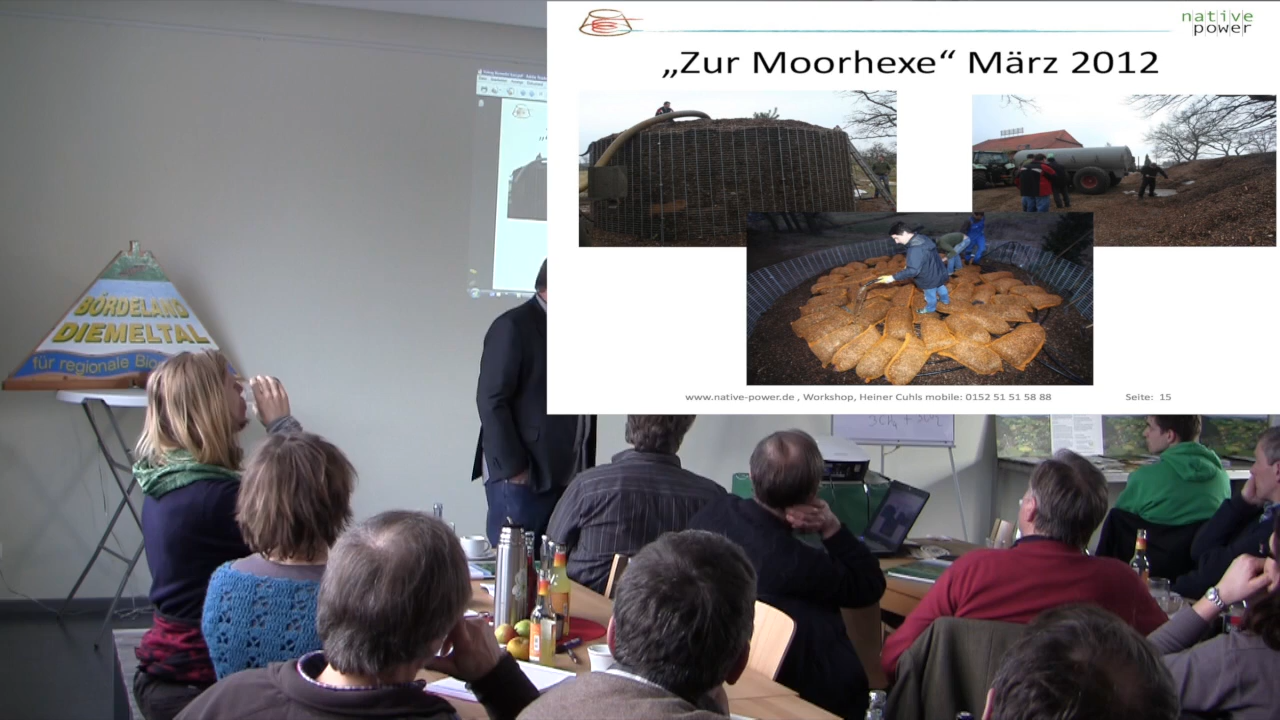 native
power
„Zur Moorhexe“ März 2012
www.native-power.de , Workshop, Heiner Cuhls mobile: 0152 51 51 58 88
Seite: 15
BÖRDELAND
DIEMELTAL
für regionale